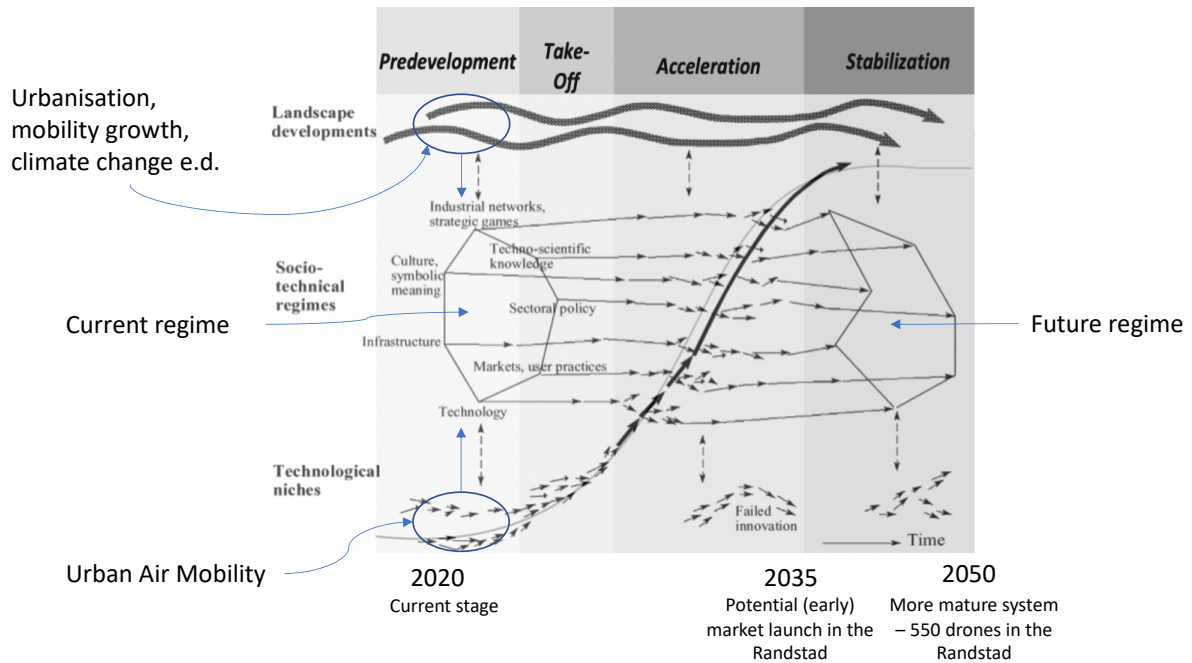 Predevelopment
Take-
Off
Accelleration
Stabilization
Urbanisation,
mobility growth,
climate change e.d.
Landscape
developments
Industrial networks,
strategic games
Techno-scientific
knowledge
Culture,
symbolic
meaning
Socio-
technical
regimes
Sectoral policy
Current regime
Future regime
Infrastructure
Markets, user practices
Technology
Technological
niches
Failed
innovation
Time
Urban Air Mobility
2020
Current stage
2035
Potential (early)
market launch in the
Randstad
2050
More mature system
– 550 drones in the
Randstad